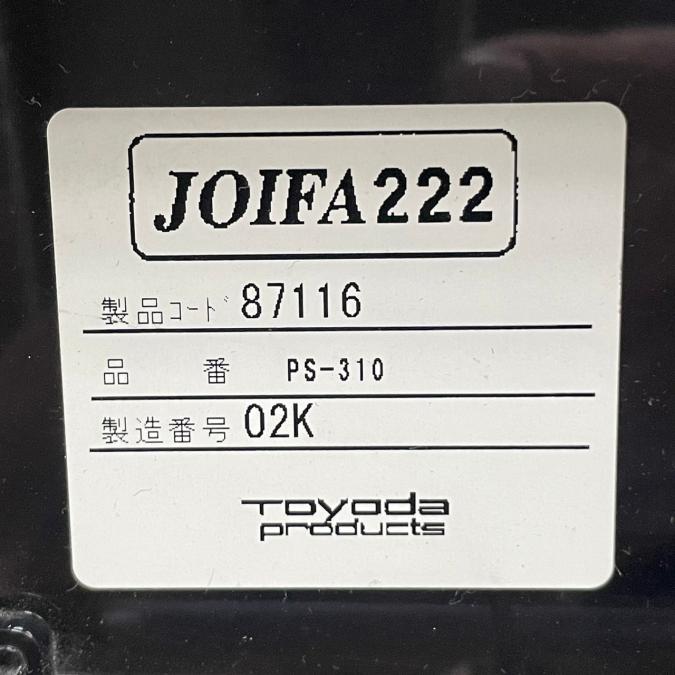 JOIFA222
製品コード 87116
品 番 PS-310
製造番号 02K
Toyoda
products